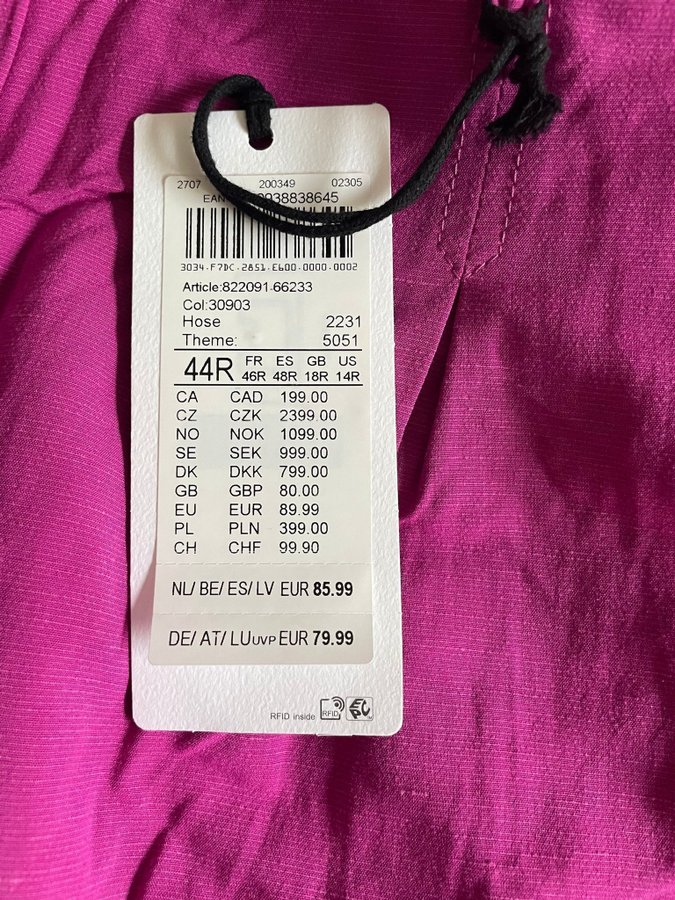 2707 200349 02305
EAN 938838645
3034.F7DC.2851.E600.0000.0002
Article:822091-66233
Col:30903
Hose 2231
Theme: 5051
44R FR ES GB US
46R 48R 18R 14R
CA CAD 199.00
CZ CZK 2399.00
NO NOK 1099.00
SE SEK 999.00
DK DKK 799.00
GB GBP 80.00
EU EUR 89.99
PL PLN 399.00
CH CHF 99.90
NL/ BE/ ES/ LV EUR 85.99
DE/ AT/ LU UVP EUR 79.99
RFID inside RFID EPC